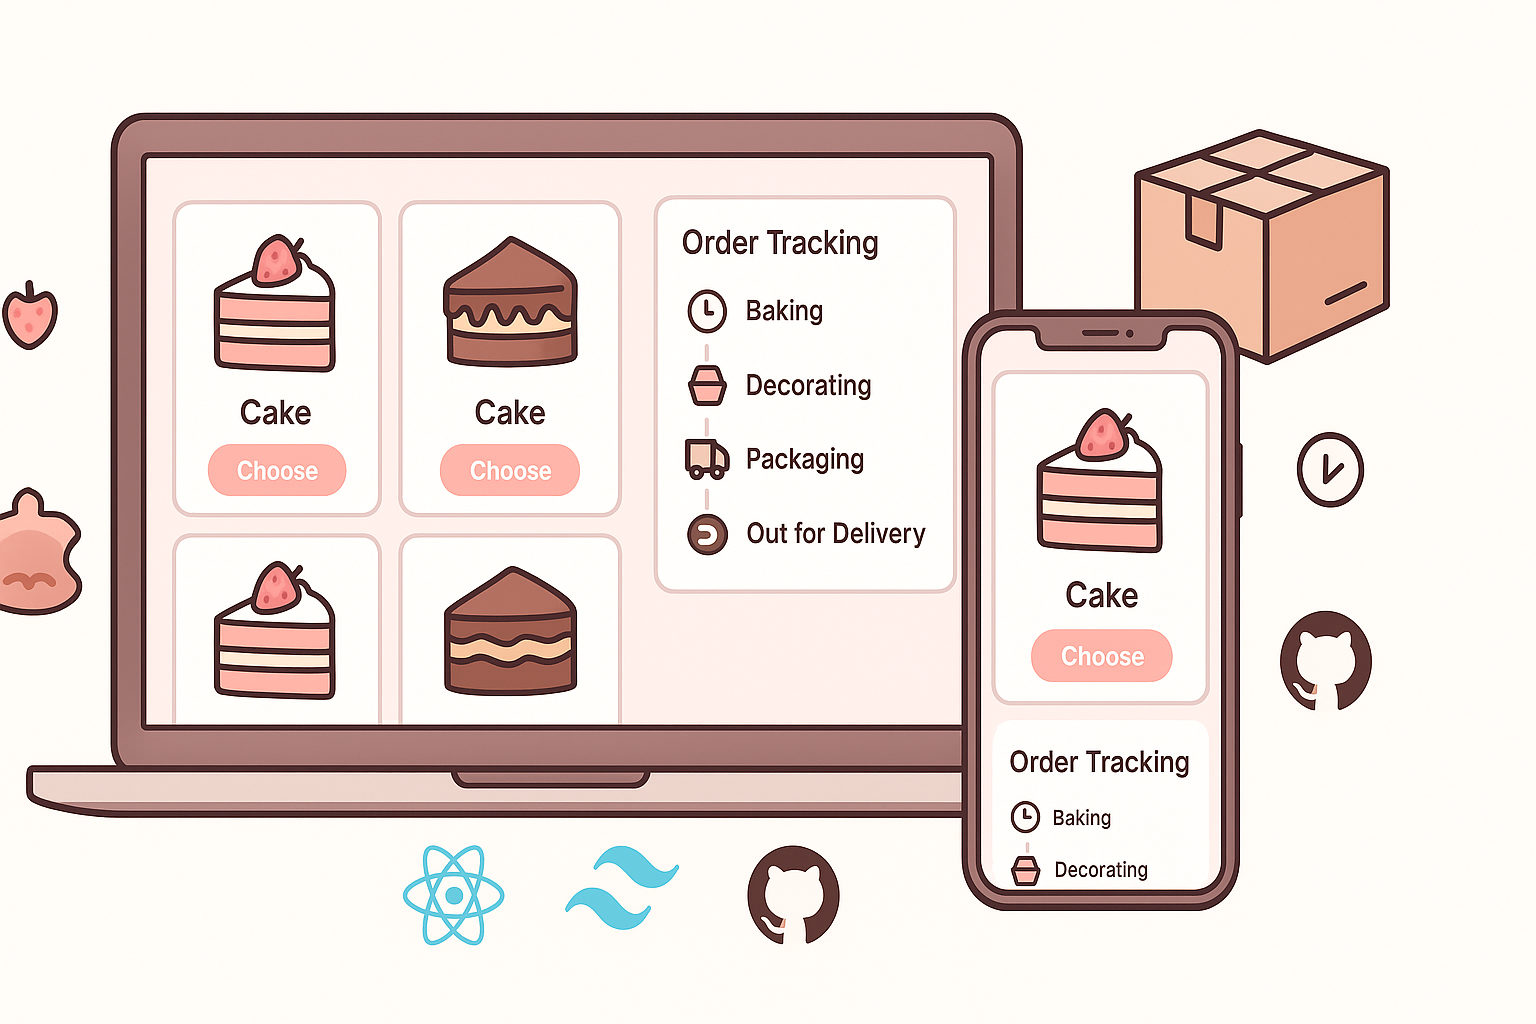 Cake
Choose
Cake
Choose
Order Tracking
Baking
Decorating
Packaging
Out for Delivery
Cake
Choose
Order Tracking
Baking
Decorating